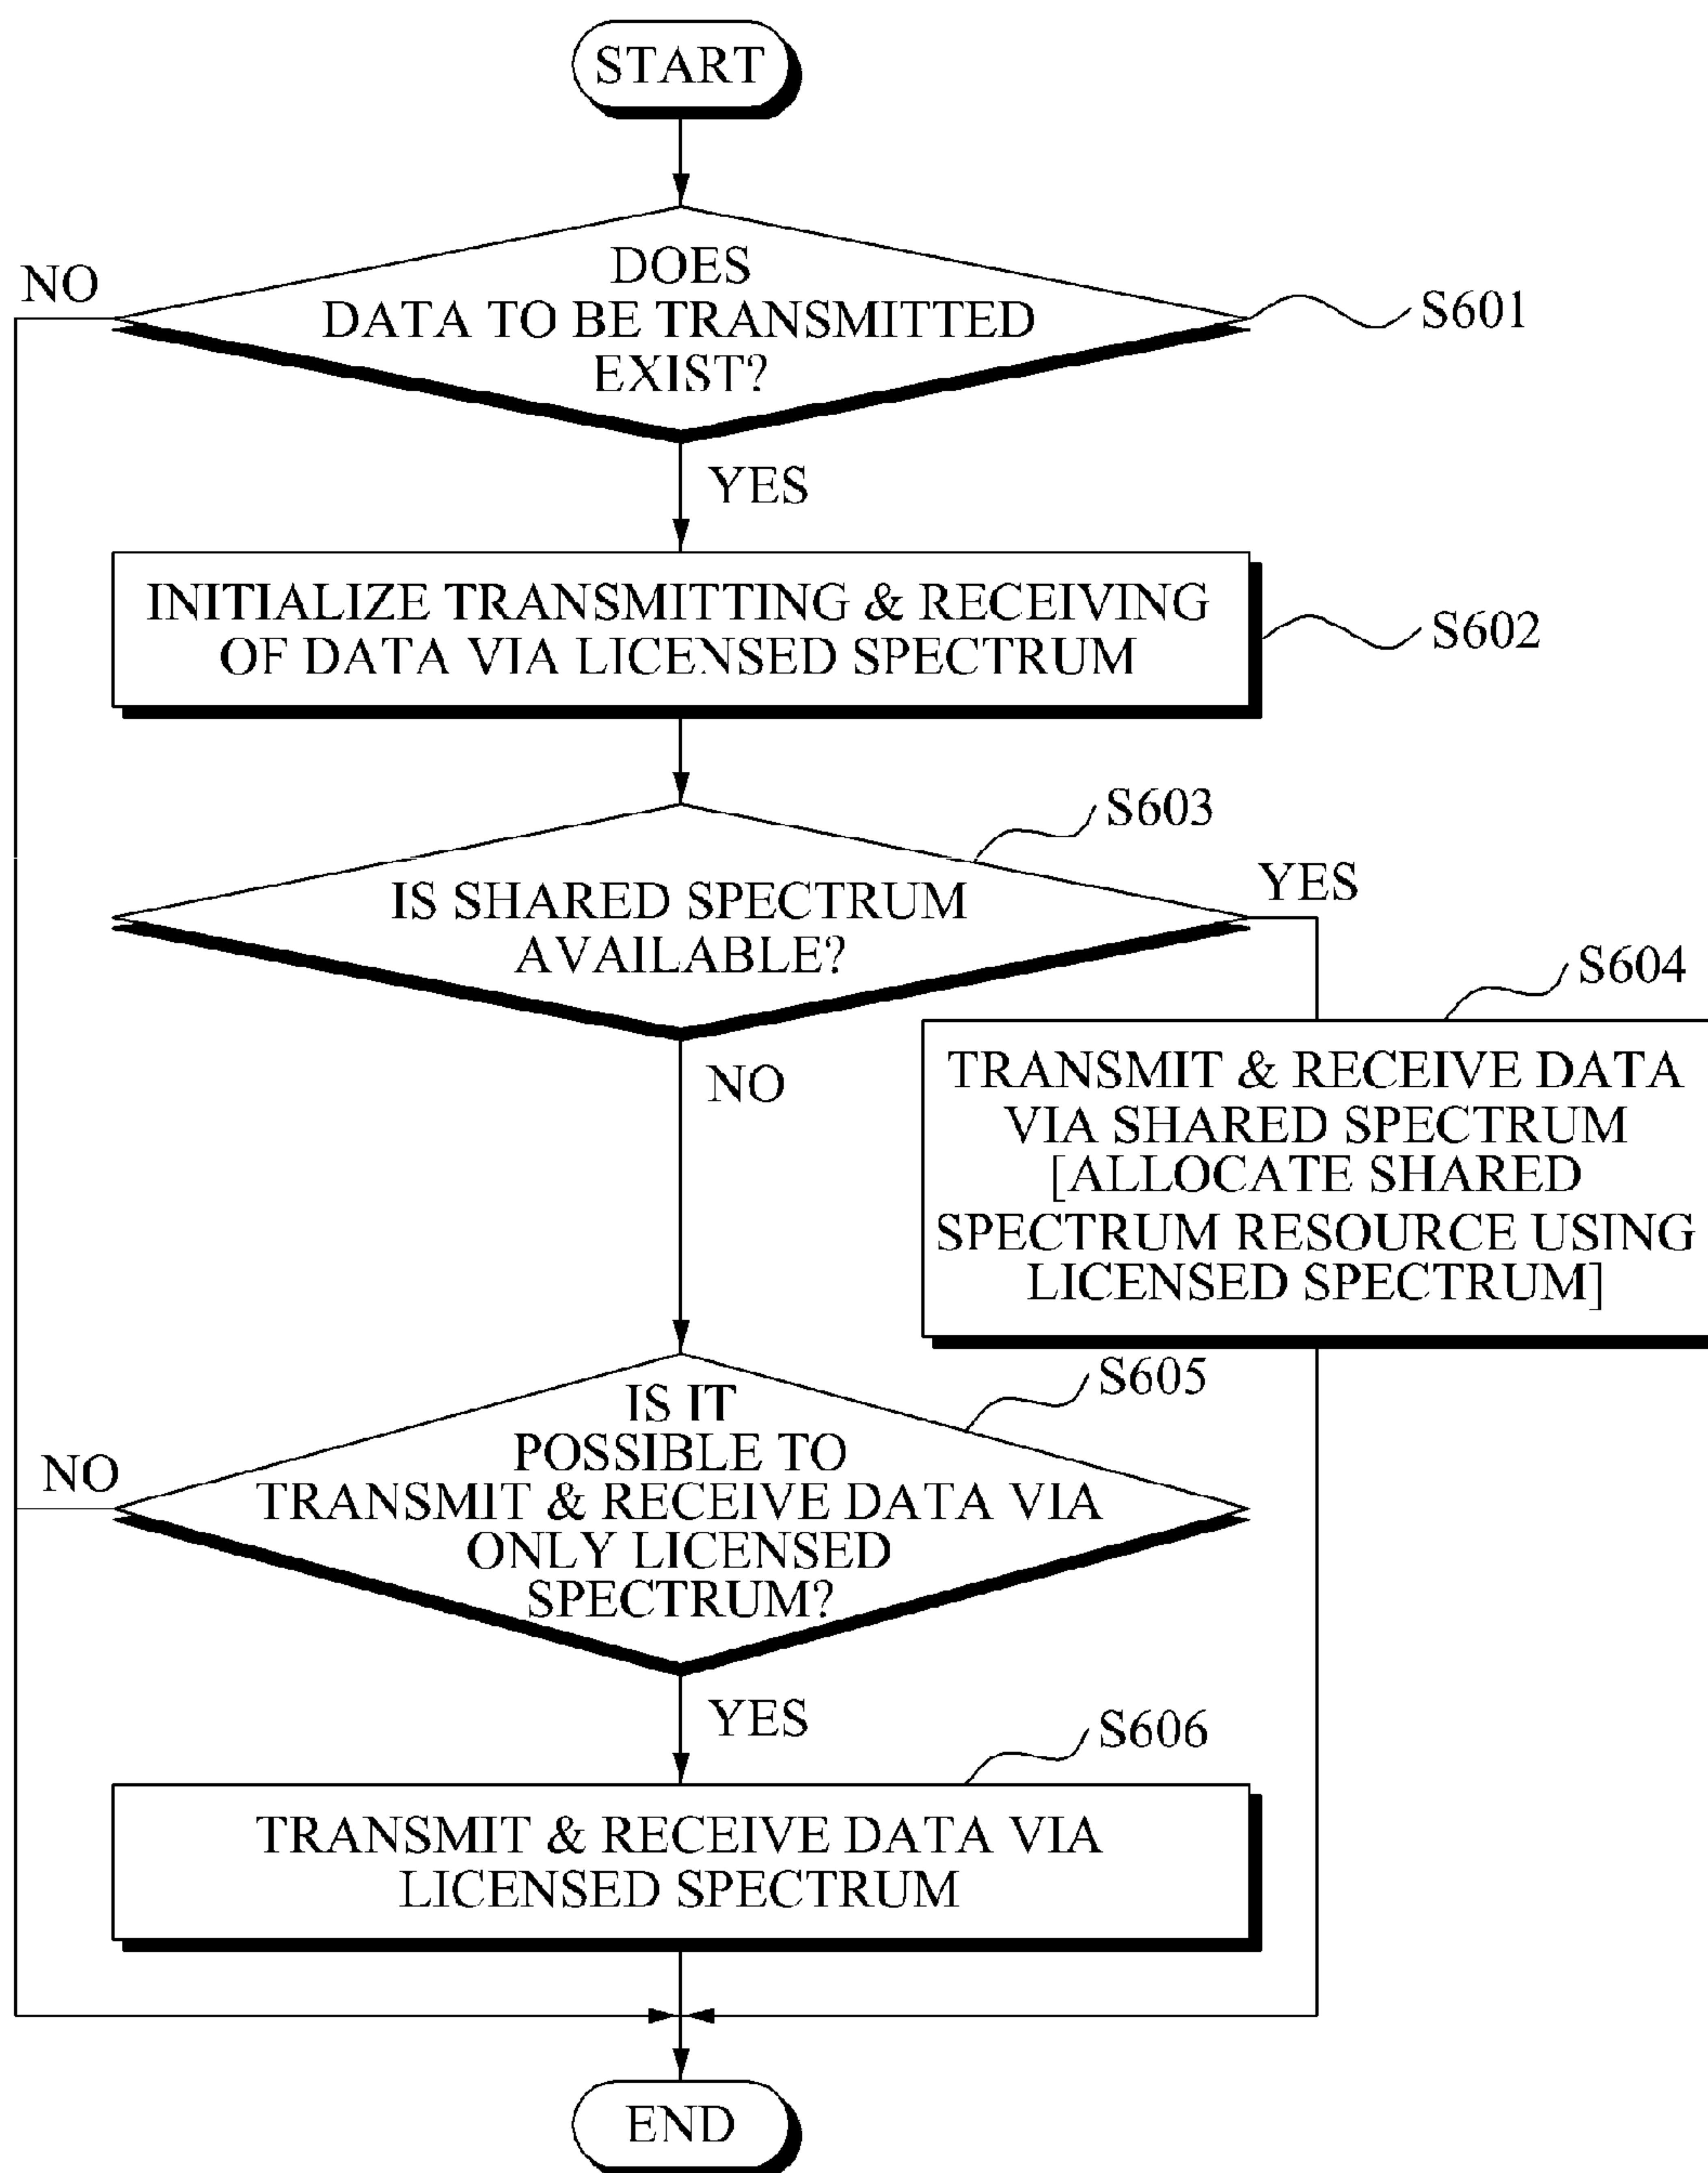 START
NO
DOES
DATA TO BE TRANSMITTED
EXIST?
S601
YES
INITIALIZE TRANSMITTING & RECEIVING
OF DATA VIA LICENSED SPECTRUM
S602
S603
YES
IS SHARED SPECTRUM
AVAILABLE?
NO
S604
TRANSMIT & RECEIVE DATA
VIA SHARED SPECTRUM
[ALLOCATE SHARED
SPECTRUM RESOURCE USING
LICENSED SPECTRUM]
S605
NO
IS IT
POSSIBLE TO
TRANSMIT & RECEIVE DATA VIA
ONLY LICENSED
SPECTRUM?
YES
S606
TRANSMIT & RECEIVE DATA VIA
LICENSED SPECTRUM
END